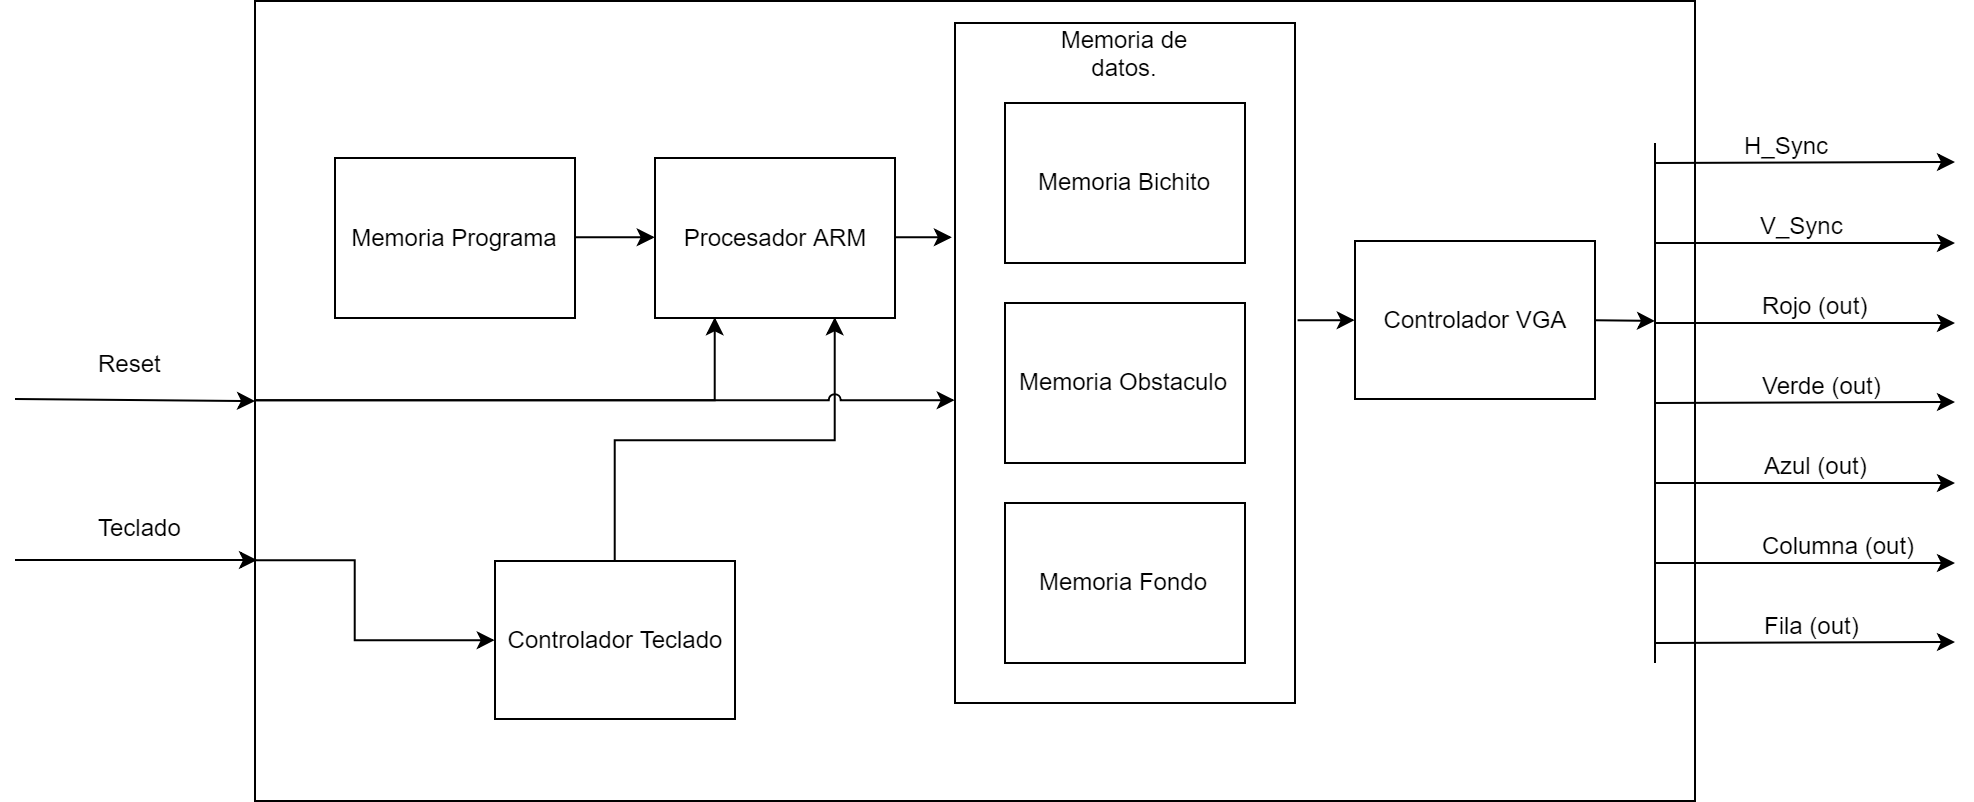 Memoria de
datos.
Memoria Bichito
Memoria Programa
Procesador ARM
Memoria Obstaculo
Controlador VGA
Reset
Teclado
Controlador Teclado
Memoria Fondo
H_Sync
V_Sync
Rojo (out)
Verde (out)
Azul (out)
Columna (out)
Fila (out)